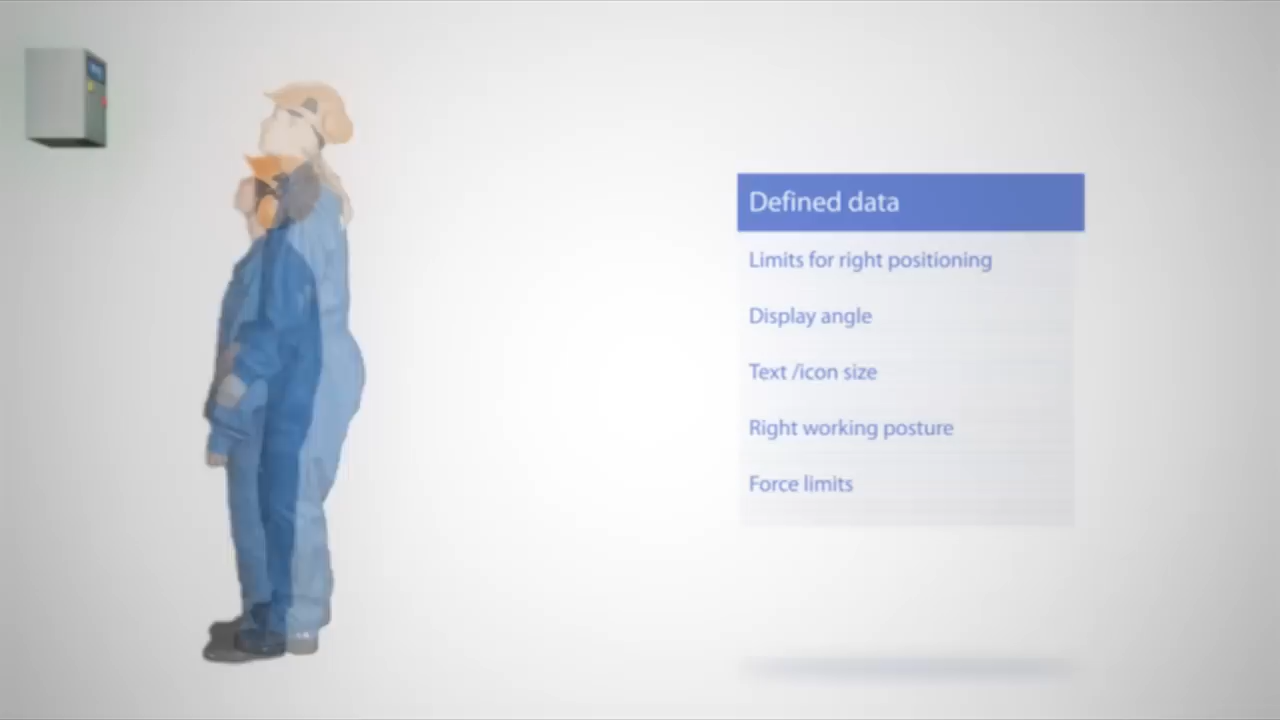 Defined data
Limits for right positioning
Display angle
Text /icon size
Right working posture
Force limits